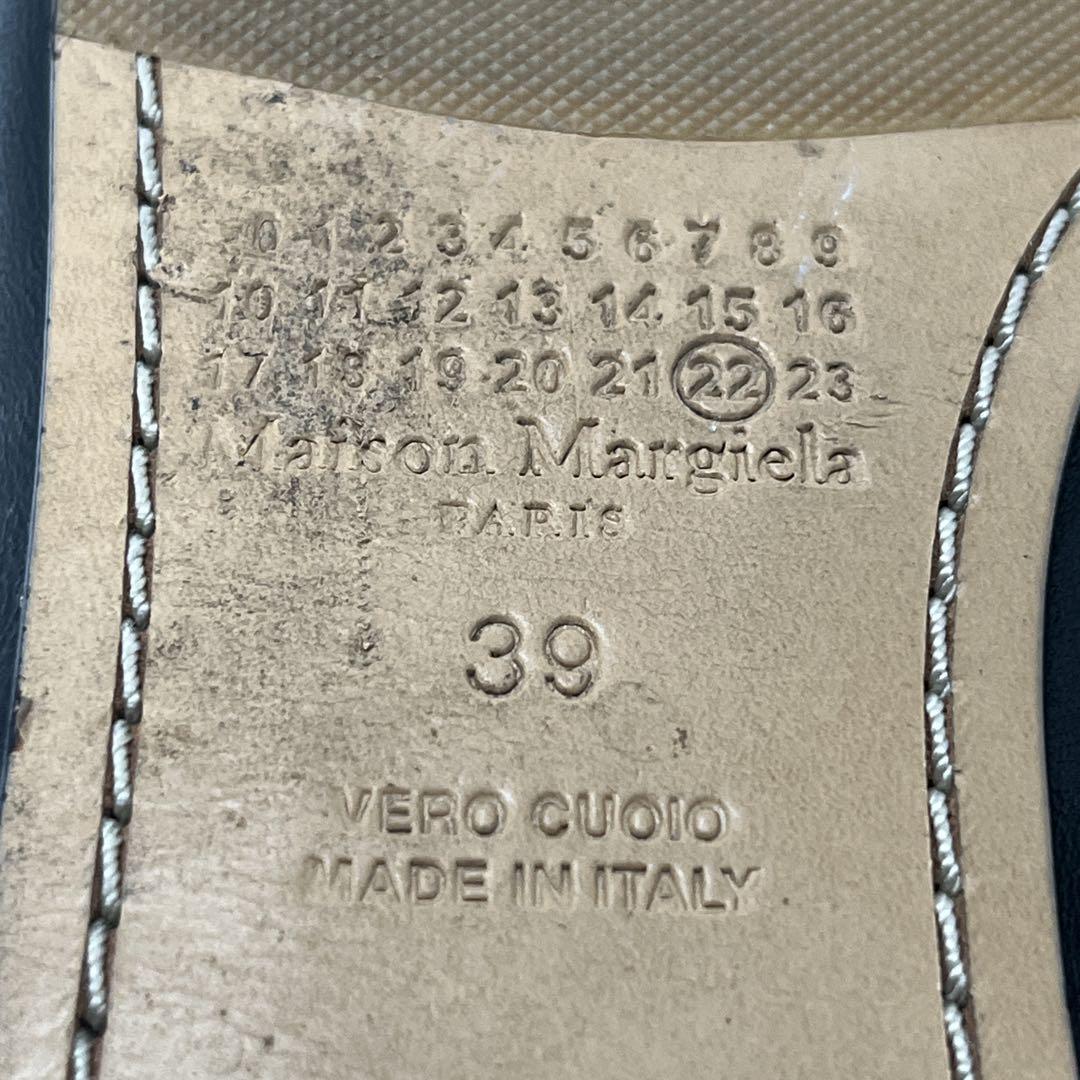 0 1 2 3 4 5 6 7 8 9
10 11 12 13 14 15 16
17 18 19 20 21 22 23
Maison Margiela
PARIS
39
VERO CUOIO
MADE IN ITALY